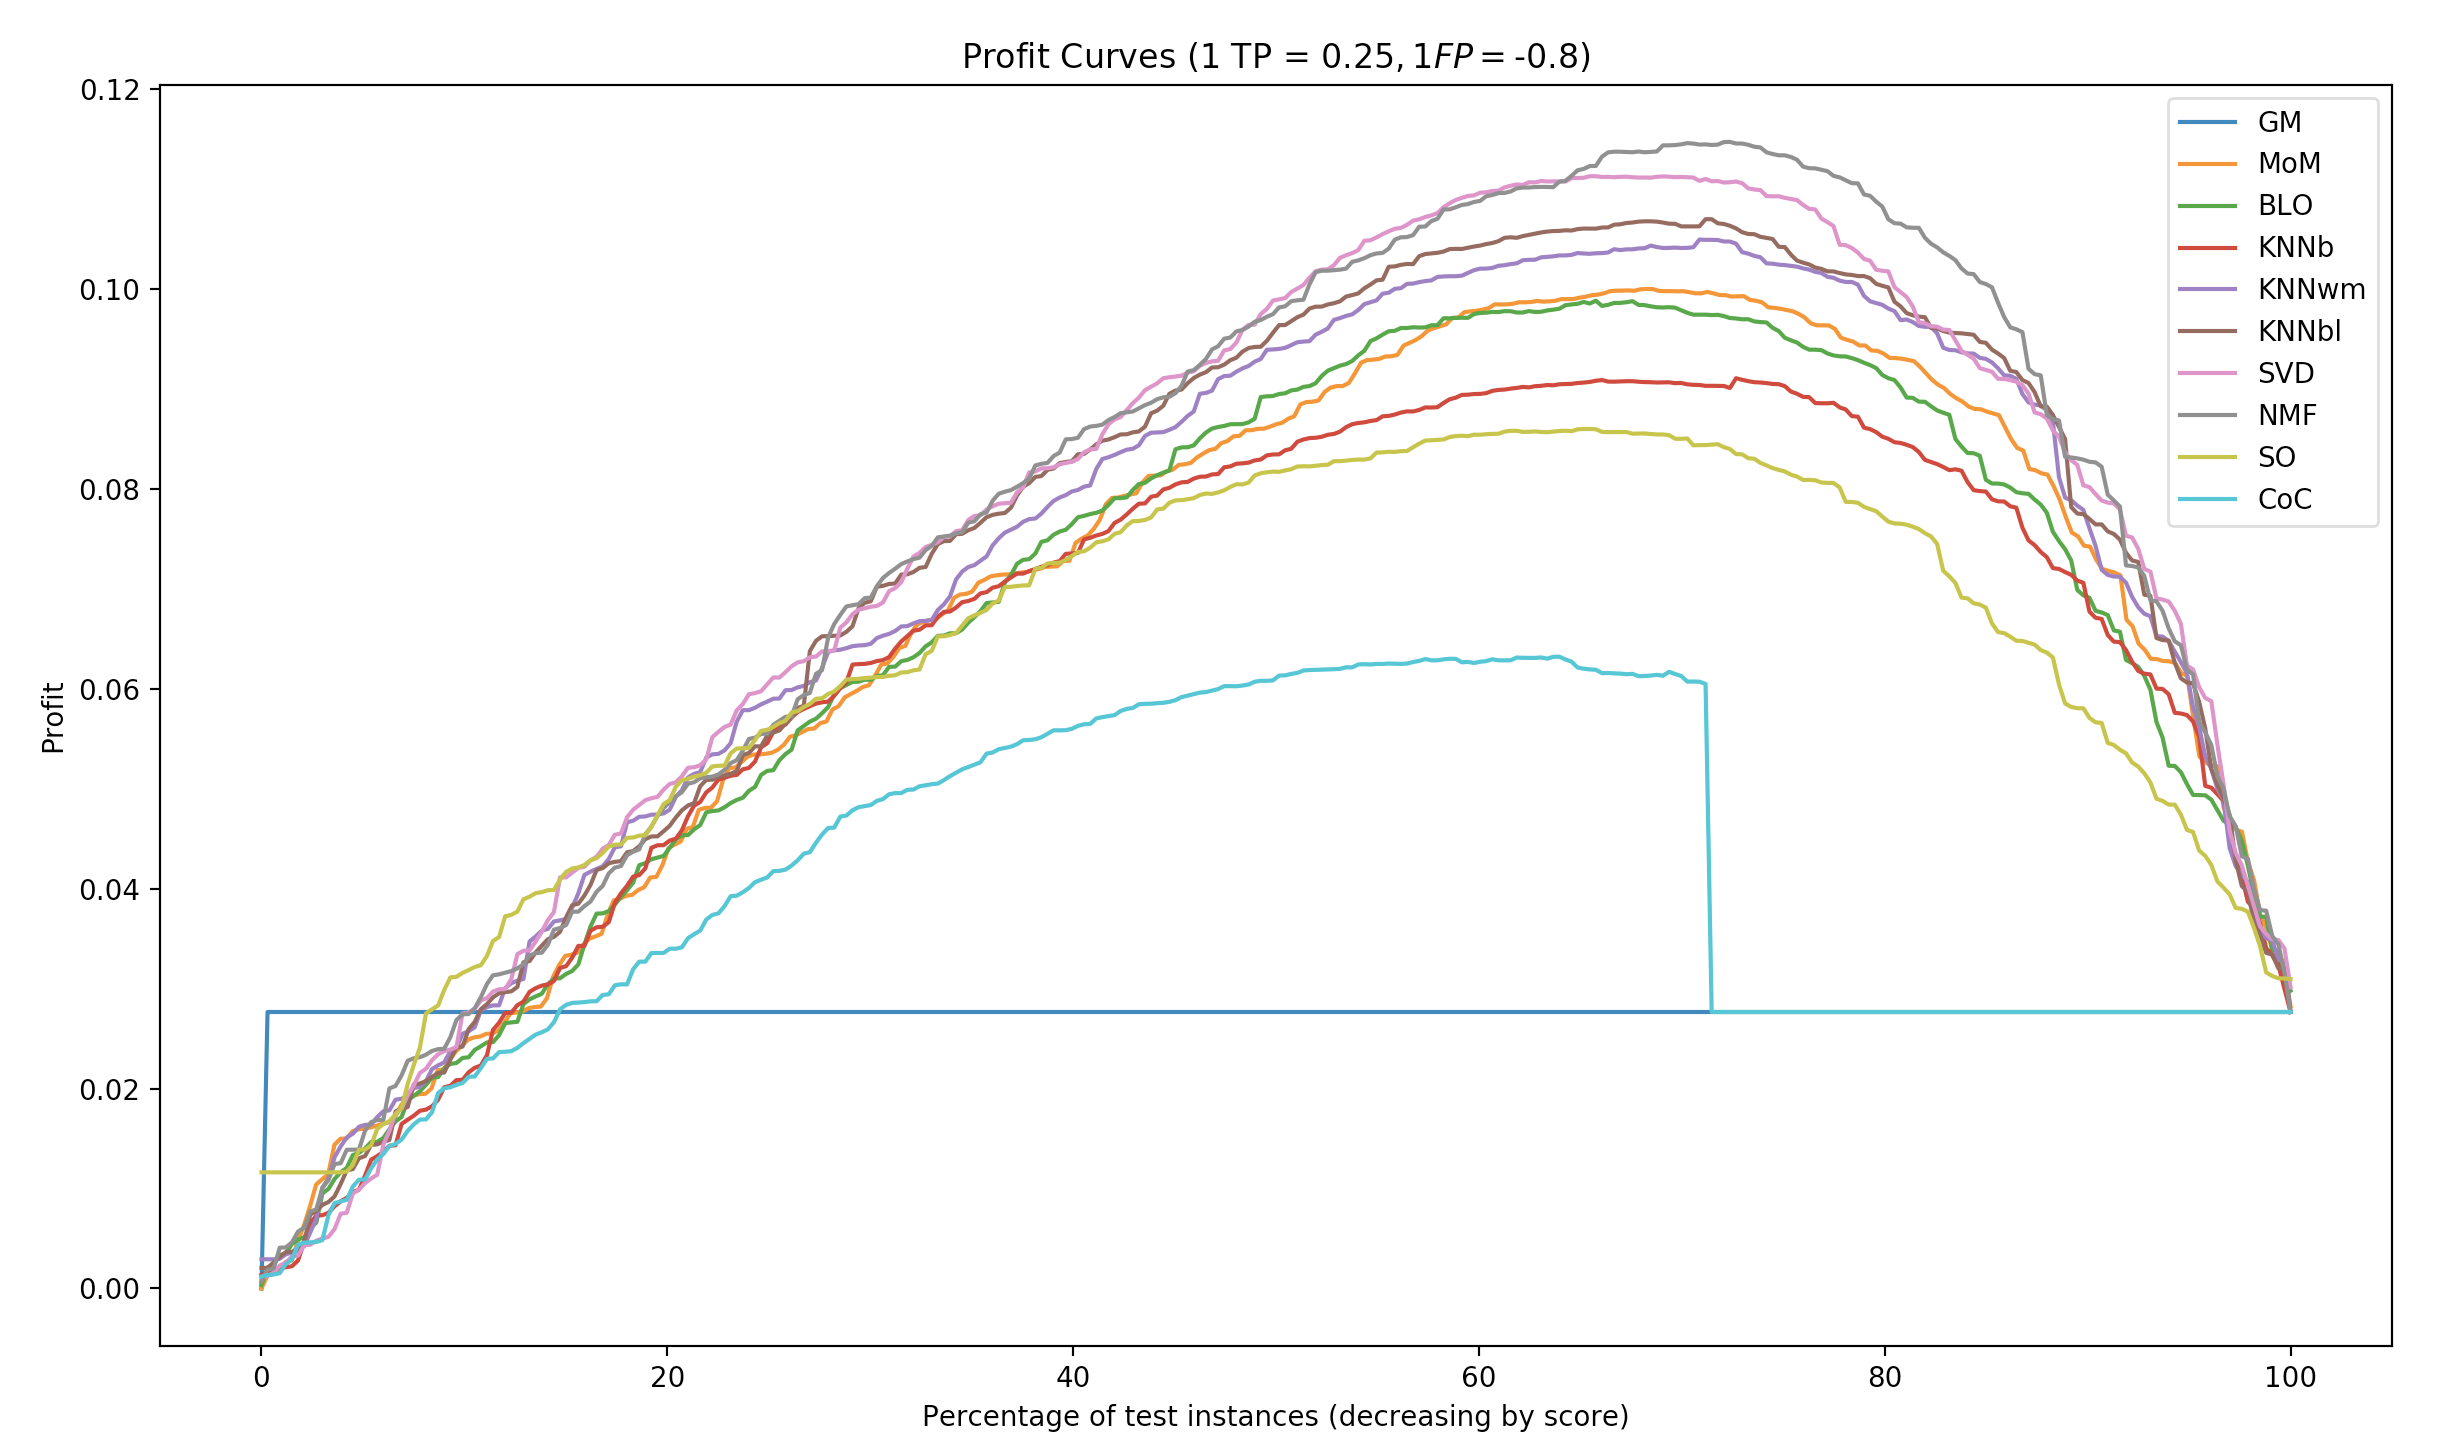 Profit Curves (1 TP = 0.25, 1FP = -0.8)
0.12
0.10
0.08
0.06
0.04
0.02
0.00
Profit
GM
MoM
BLO
KNNb
KNNwm
KNNbl
SVD
NMF
SO
CoC
0 20 40 60 80 100
Percentage of test instances (decreasing by score)